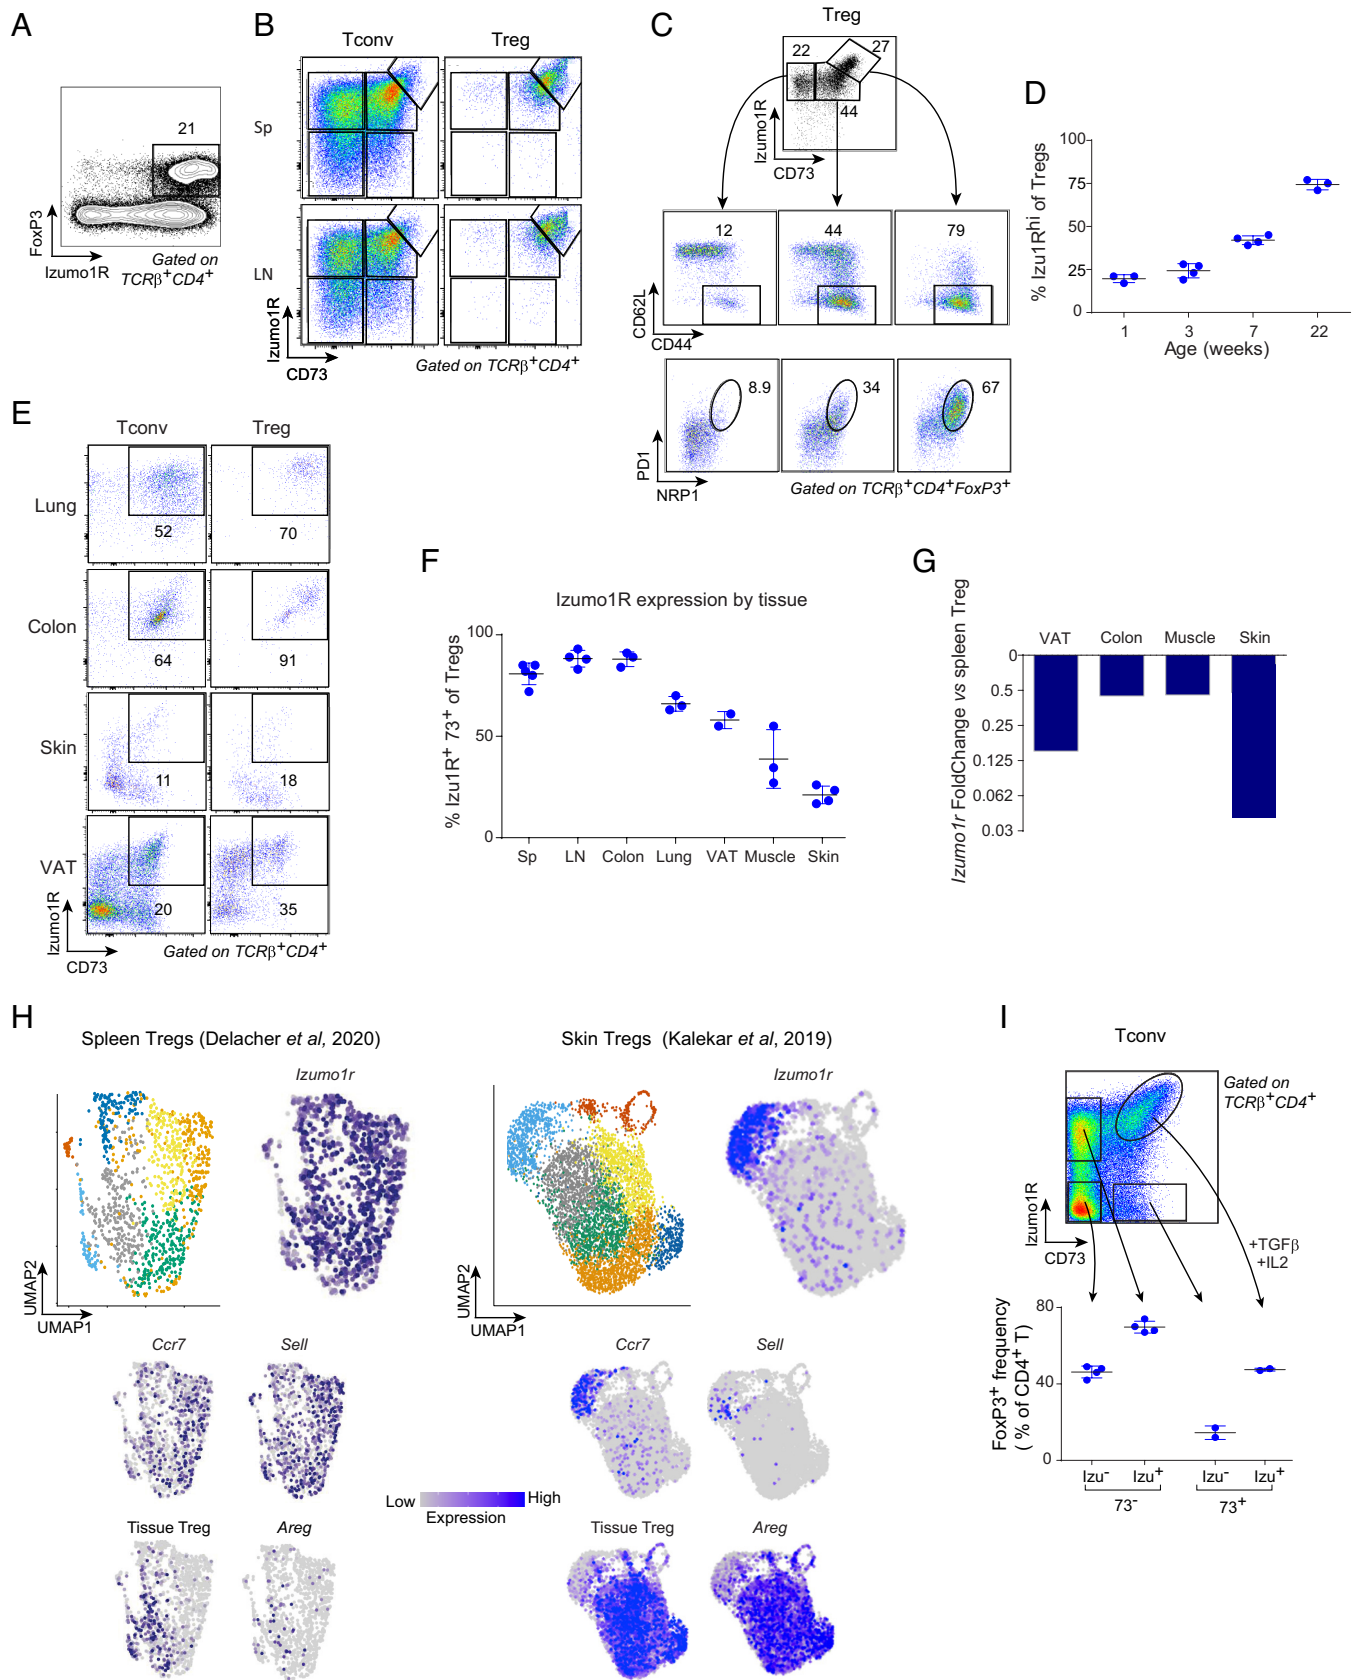 A
21
FoxP3
Izumo1R
Gated on
TCRβ⁺CD4⁺
B
Tconv
Treg
Sp
LN
Izumo1R
CD73
Gated on TCRβ⁺CD4⁺
C
Treg
22
27
44
Izumo1R
CD73
12
44
79
CD62L
CD44
8.9
34
67
PD1
NRP1
Gated on TCRβ⁺CD4⁺FoxP3⁺
D
% Izu1Rʰⁱ of Tregs
100
75
50
25
0
1
3
7
22
Age (weeks)
E
Tconv
Treg
Lung
52
70
Colon
64
91
Skin
11
18
VAT
20
35
Izumo1R
CD73
Gated on TCRβ⁺CD4⁺
F
Izumo1R expression by tissue
% Izu1R⁺ 73⁺ of Tregs
100
50
0
Sp
LN
Colon
Lung
VAT
Muscle
Skin
G
Izumo1r FoldChange vs spleen Treg
VAT
Colon
Muscle
Skin
0
0.5
0.25
0.125
0.062
0.03
H
Spleen Tregs (Delacher et al, 2020)
Izumo1r
UMAP2
UMAP1
Ccr7
Sell
Tissue Treg
Areg
Skin Tregs (Kalekar et al, 2019)
Izumo1r
UMAP2
UMAP1
Ccr7
Sell
Low
High
Expression
Tissue Treg
Areg
I
Tconv
Gated on
TCRβ⁺CD4⁺
Izumo1R
CD73
+TGFβ
+IL2
FoxP3⁺ frequency
( % of CD4⁺ T)
80
40
0
Izu⁻
Izu⁺
Izu⁻
Izu⁺
73⁻
73⁺